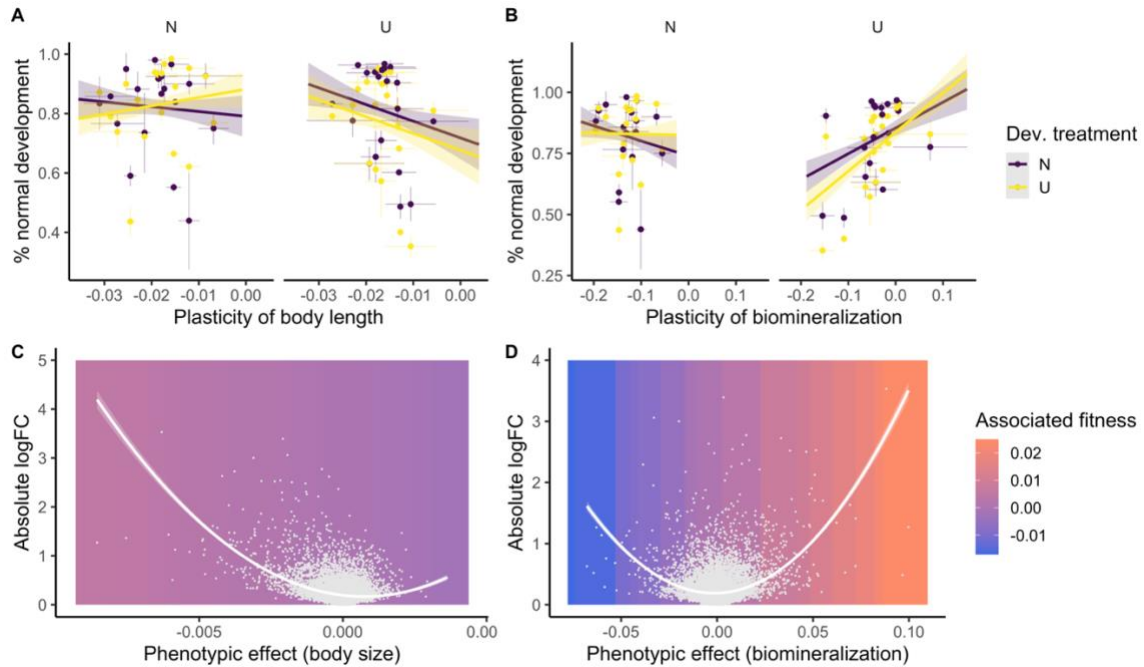 A
N
U
% normal development
1.0
0.8
0.6
0.4
-0.03
-0.02
-0.01
0.00
-0.03
-0.02
-0.01
0.00
Plasticity of body length
B
N
U
% normal development
1.00
0.75
0.50
0.25
-0.2
-0.1
0.0
0.1
-0.2
-0.1
0.0
0.1
Plasticity of biomineralization
Dev. treatment
N
U
C
Absolute logFC
5
4
3
2
1
0
-0.005
0.000
0.00
Phenotypic effect (body size)
D
Absolute logFC
4
3
2
1
0
-0.05
0.00
0.05
0.10
Phenotypic effect (biomineralization)
Associated fitness
0.02
0.01
0.00
-0.01